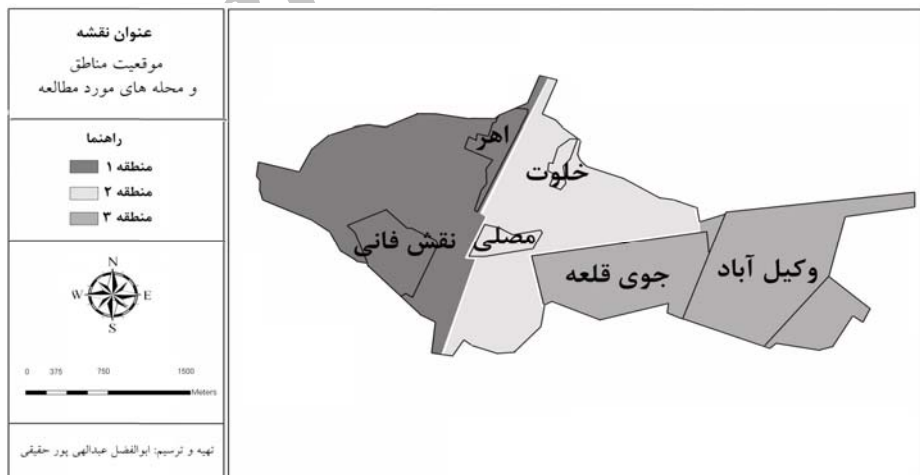 عنوان نقشه
موقعیت مناطق
و محله های مورد مطالعه
راهنما
منطقه ۱
منطقه ۲
منطقه ۳
N
W E
S
0 375 750 1500
Meters
تهیه و ترسیم: ابوالفضل عبدالهی پور حقیقی
اهر
خلوت
نقش فانی
مصلی
جوی قلعه
وکیل آباد